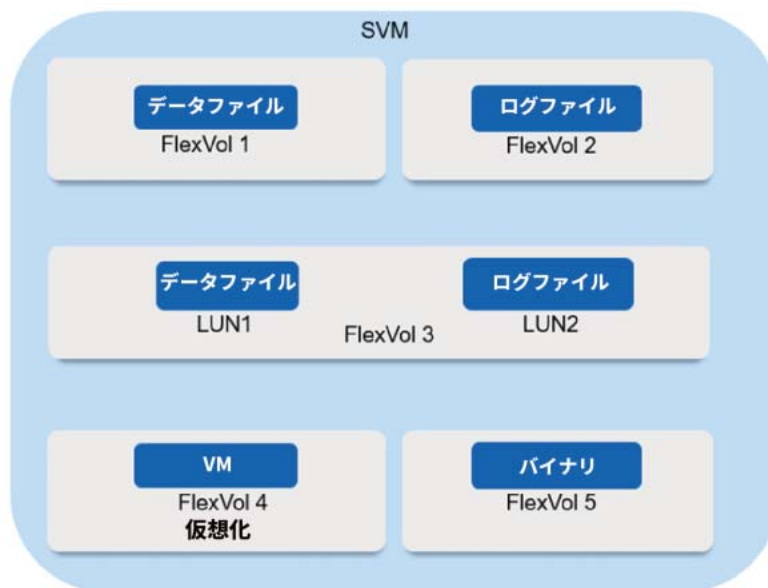 SVM
データファイル
FlexVol 1
ログファイル
FlexVol 2
データファイル
LUN1
FlexVol 3
ログファイル
LUN2
VM
FlexVol 4
仮想化
バイナリ
FlexVol 5